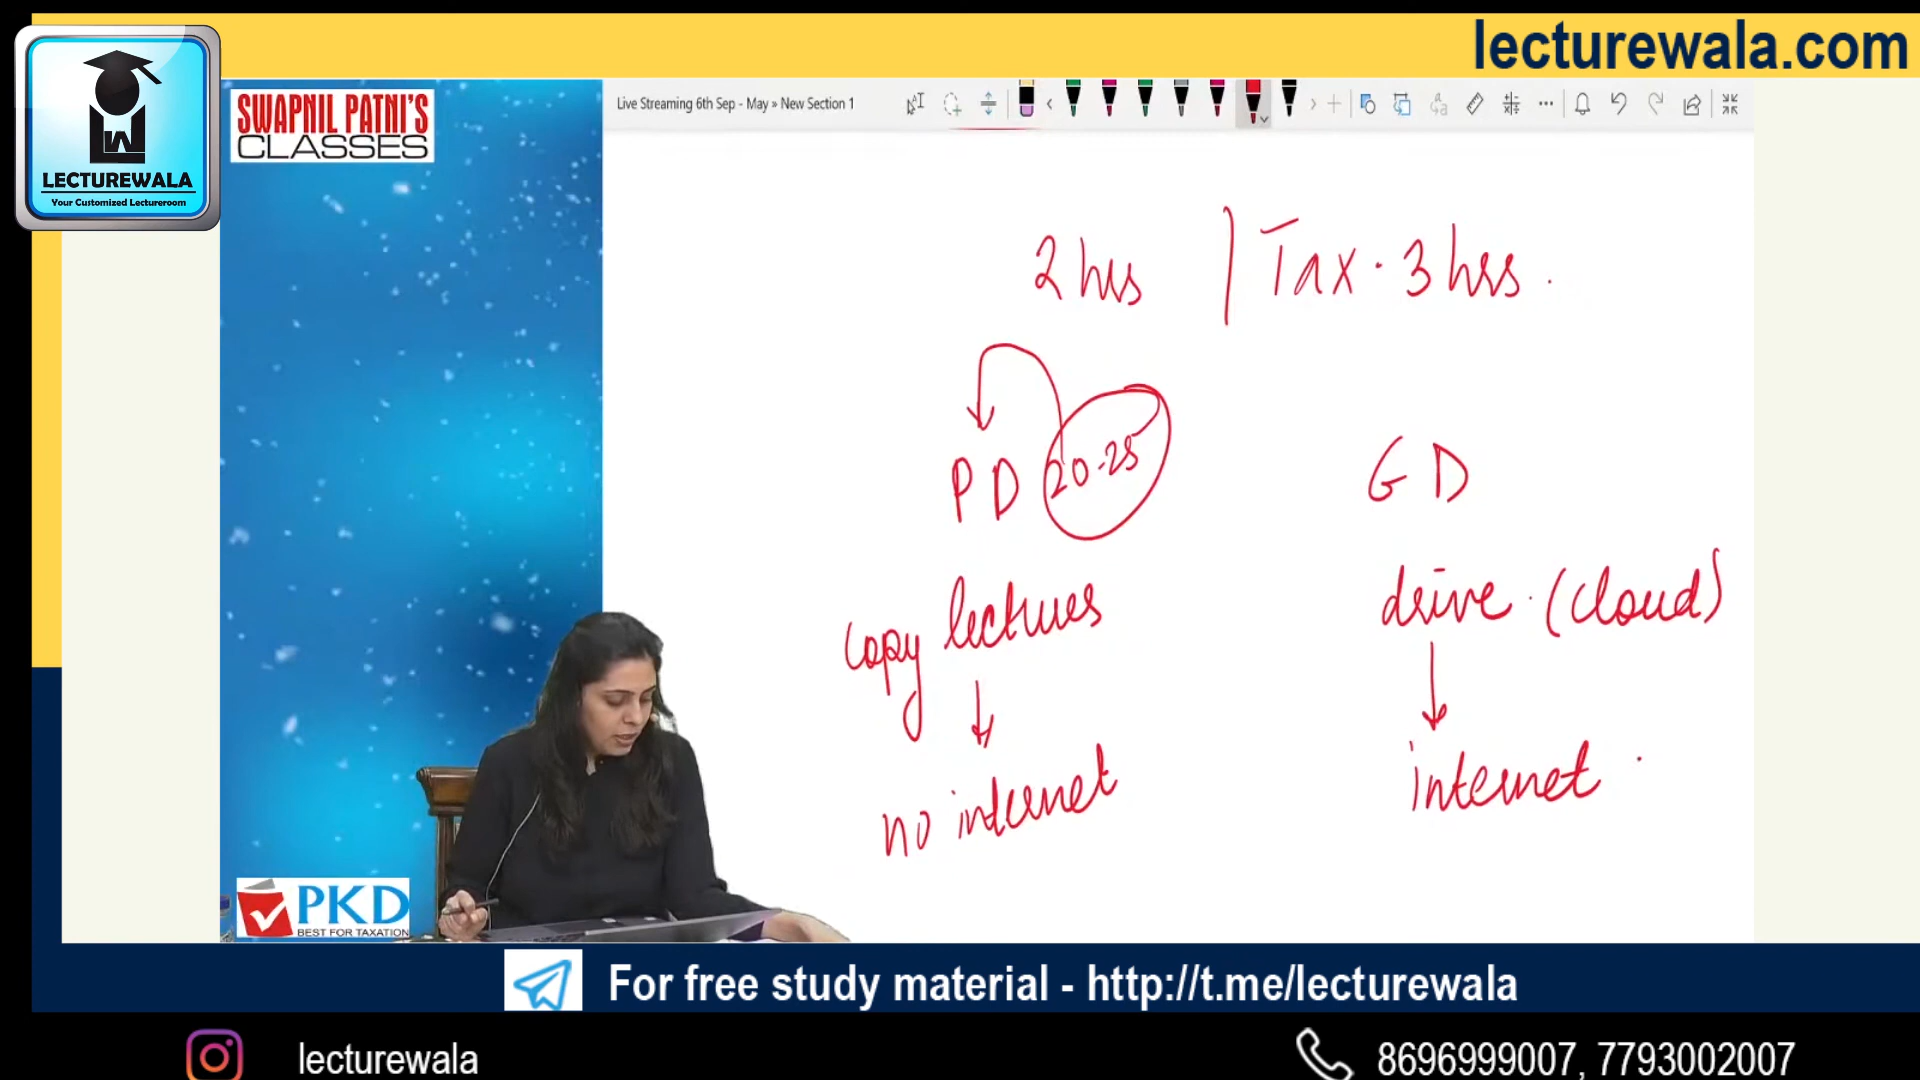 lecturewala.com
LW
LECTUREWALA
Your Customized Lectureroom
SWAPNIL PATNI'S
CLASSES
Live Streaming 6th Sep - May » New Section 1
2 hrs | Tax . 3 hrs .
P D 20-25
G D
copy lectures
drive . (cloud)
no internet
internet .
PKD
BEST FOR TAXATION
For free study material - http://t.me/lecturewala
lecturewala
8696999007, 7793002007